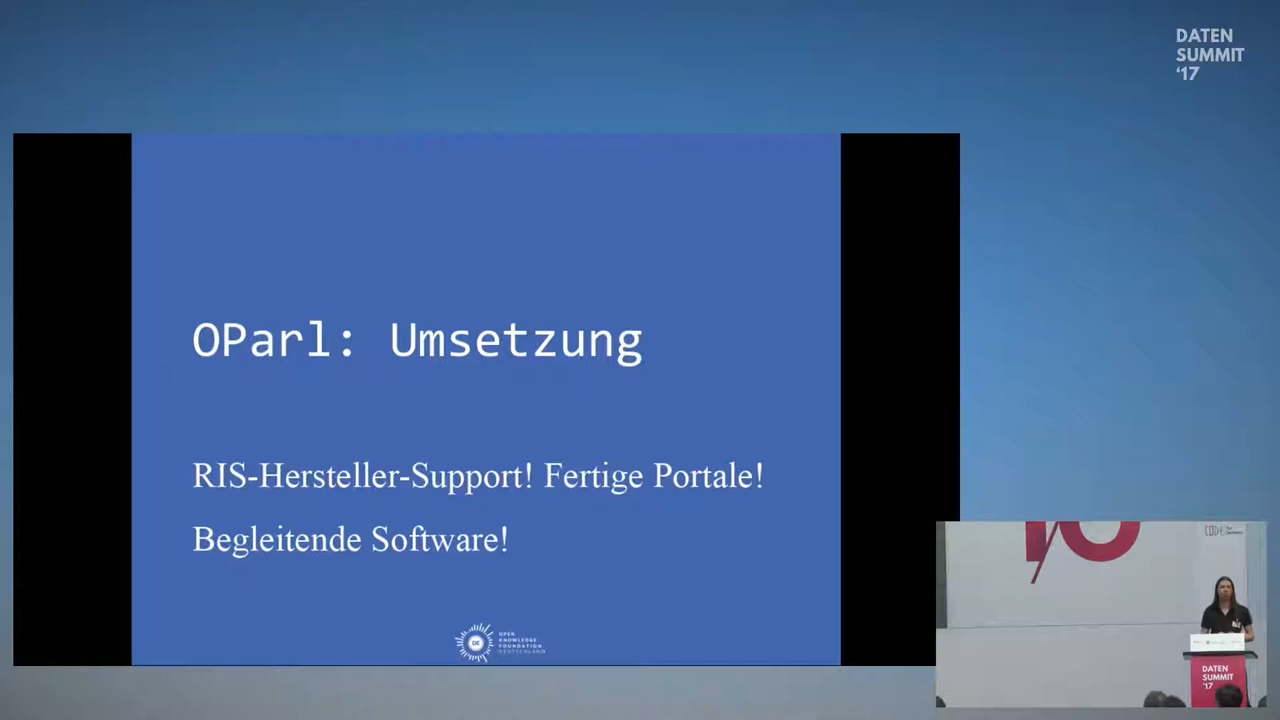 DATEN
SUMMIT
'17
OParl: Umsetzung
RIS-Hersteller-Support! Fertige Portale!
Begleitende Software!
DE
OPEN
KNOWLEDGE
FOUNDATION
DEUTSCHLAND
DATEN
SUMMIT
'17